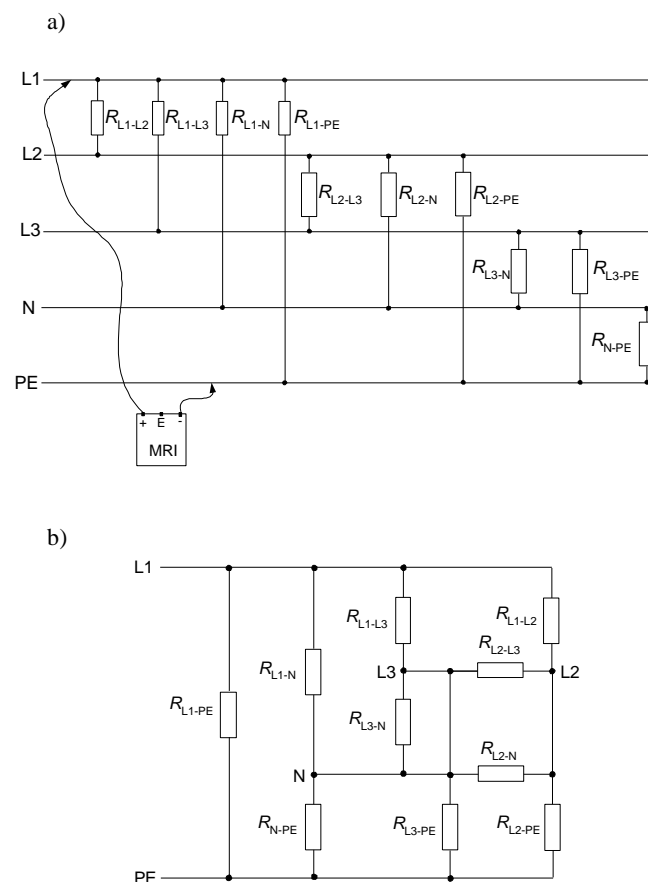 a)
L1
R L1-L2 R L1-L3 R L1-N R L1-PE
L2
R L2-L3 R L2-N R L2-PE
L3
R L3-N R L3-PE
N
R N-PE
PE
+ E -
MRI
b)
L1
R L1-L3 R L1-L2
R L2-L3
R L1-N L3 L2
R L1-PE
R L3-N
R L2-N
N
R N-PE R L3-PE R L2-PE
PE